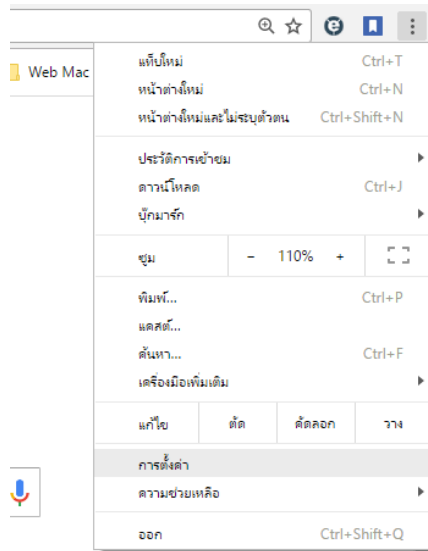 Web Mac
แท็บใหม่ Ctrl+T
หน้าต่างใหม่ Ctrl+N
หน้าต่างใหม่และไม่ระบุตัวตน Ctrl+Shift+N
ประวัติการเข้าชม
ดาวน์โหลด Ctrl+J
บุ๊กมาร์ก
ซูม - 110% +
พิมพ์... Ctrl+P
แคสต์...
ค้นหา... Ctrl+F
เครื่องมือเพิ่มเติม
แก้ไข ตัด คัดลอก วาง
การตั้งค่า
ความช่วยเหลือ
ออก Ctrl+Shift+Q